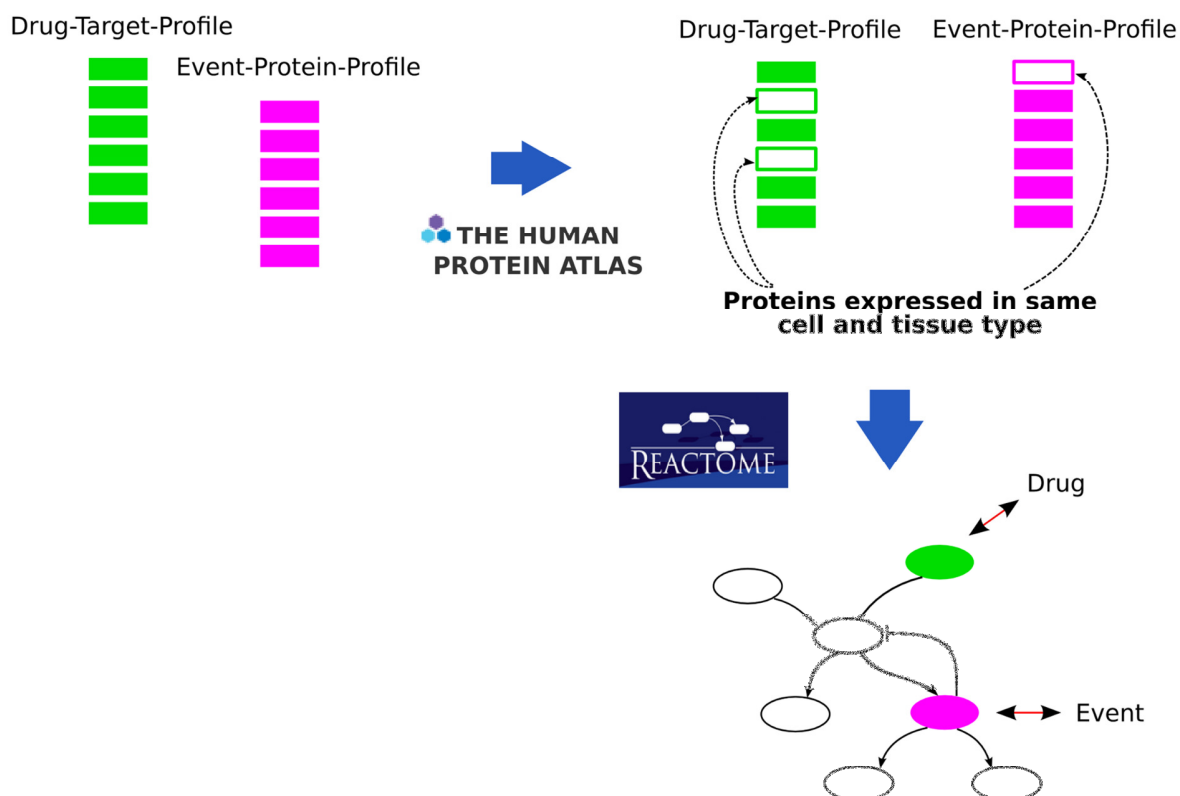 Drug-Target-Profile
Event-Protein-Profile
THE HUMAN
PROTEIN ATLAS
Drug-Target-Profile
Event-Protein-Profile
Proteins expressed in same
cell and tissue type
REACTOME
Drug
Event